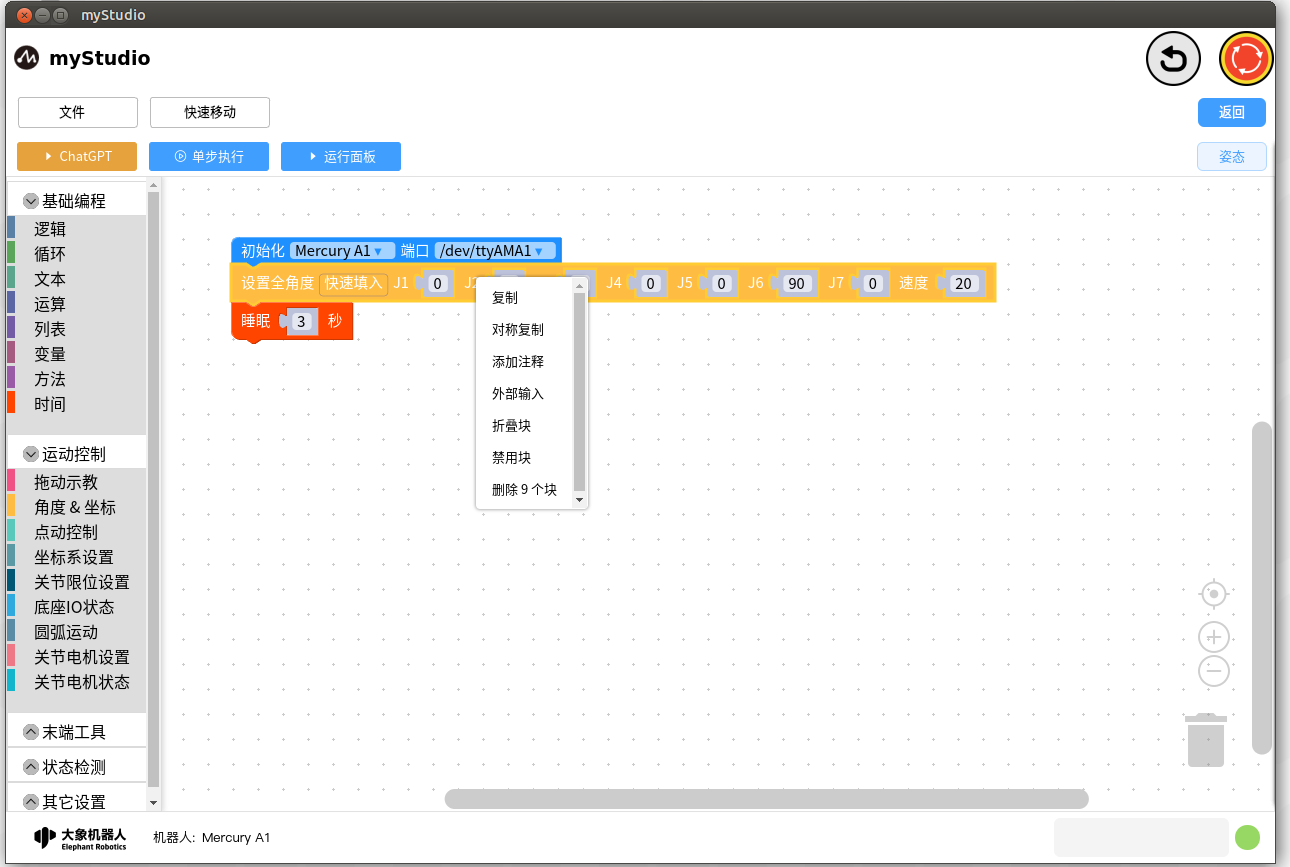 myStudio
myStudio
文件
快速移动
返回
ChatGPT
单步执行
运行面板
姿态
基础编程
逻辑
循环
文本
运算
列表
变量
方法
时间
运动控制
拖动示教
角度 & 坐标
点动控制
坐标系设置
关节限位设置
底座IO状态
圆弧运动
关节电机设置
关节电机状态
末端工具
状态检测
其它设置
初始化 Mercury A1 端口 /dev/ttyAMA1
设置全角度 快速填入 J1 0 J2 J4 0 J5 0 J6 90 J7 0 速度 20
睡眠 3 秒
复制
对称复制
添加注释
外部输入
折叠块
禁用块
删除 9 个块
大象机器人
Elephant Robotics
机器人: Mercury A1